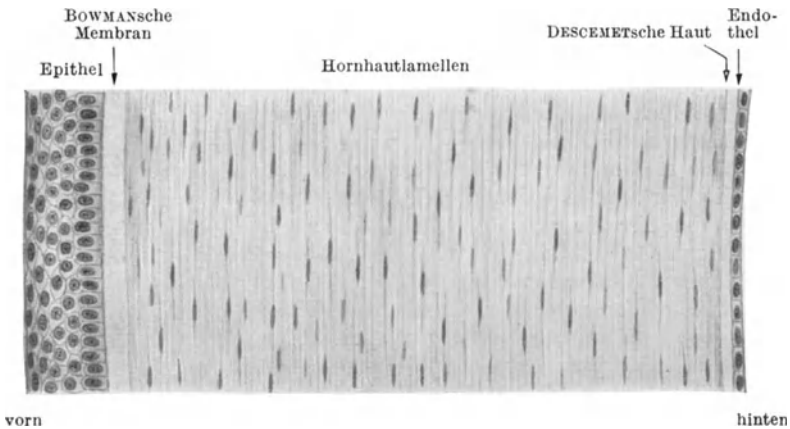 BOWMANsche
Membran
Epithel
Hornhautlamellen
DESCEMETsche Haut
Endo-
thel
vorn
hinten